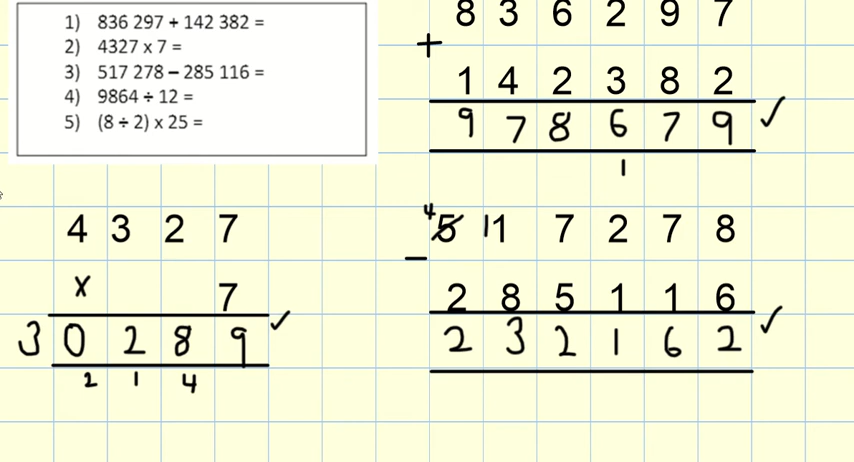 1) 836 297 + 142 382 =
2) 4327 x 7 =
3) 517 278 – 285 116 =
4) 9864 ÷ 12 =
5) (8 ÷ 2) x 25 =
8 3 6 2 9 7
+
1 4 2 3 8 2
9 7 8 6 7 9 ✓
1
4 3 2 7
x 7
3 0 2 8 9 ✓
2 1 4
4
5 11 7 2 7 8
−
2 8 5 1 1 6
2 3 2 1 6 2 ✓